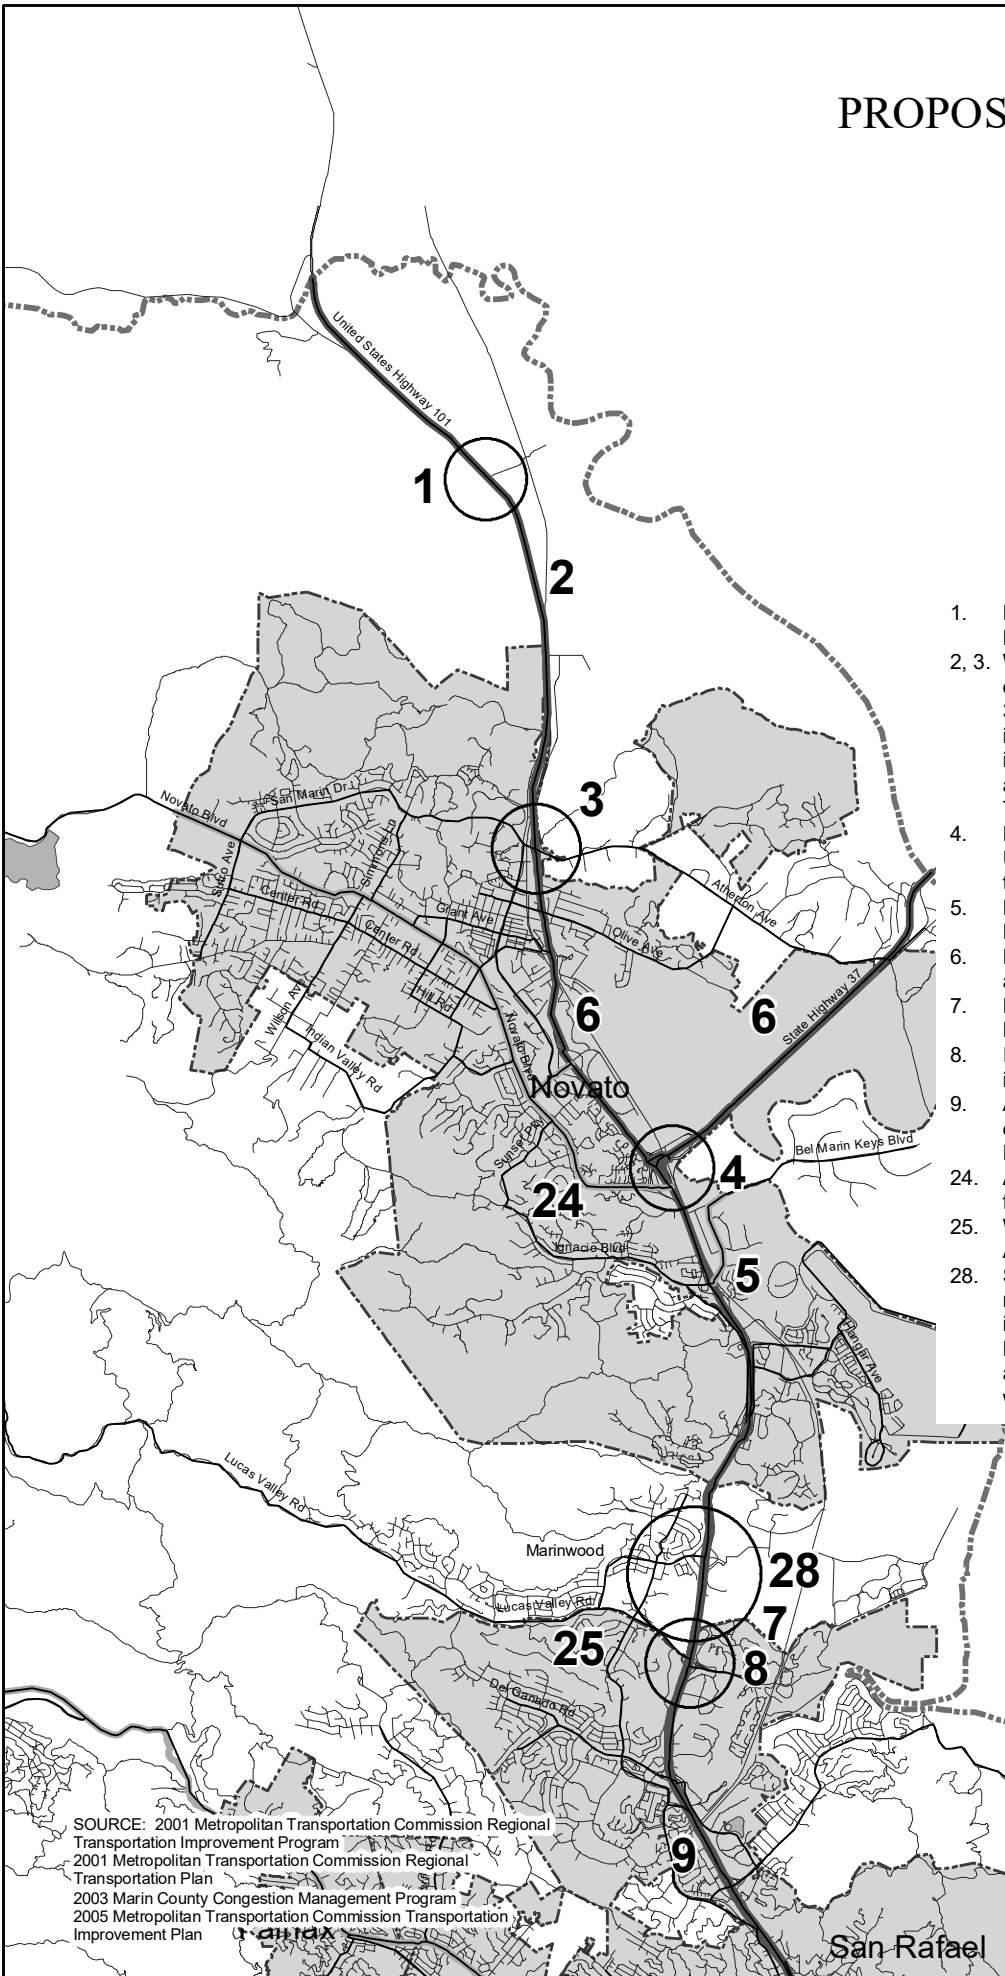 PROPOS
United States Highway 101
1
2
1.
2, 3.
4.
5.
6.
7.
8.
9.
24.
25.
28.
3
San Marin Dr
Novato Blvd
Simmons Ln
Sutro Ave
Center Rd
Grant Ave
Center Rd
Olive Ave
Atherton Ave
Hill Rd
Wilson Ave
Indian Valley Rd
Novato Blvd
6
6
State Highway 37
Novato
Sunset Pky
Bel Marin Keys Blvd
4
24
Ignacio Blvd
5
Hangar Ave
Lucas Valley Rd
Marinwood
28
Lucas Valley Rd
7
25
8
Del Ganado Rd
SOURCE: 2001 Metropolitan Transportation Commission Regional
Transportation Improvement Program
2001 Metropolitan Transportation Commission Regional
Transportation Plan
2003 Marin County Congestion Management Program
2005 Metropolitan Transportation Commission Transportation
Improvement Plan
Fairfax
9
San Rafael